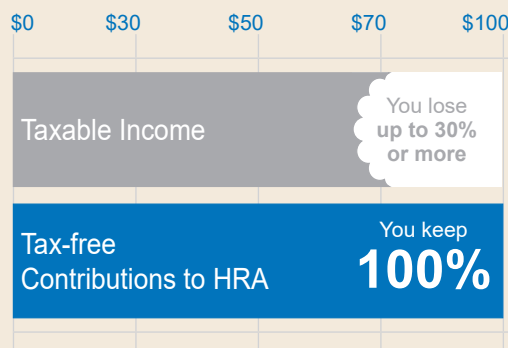 $0 $30 $50 $70 $100
Taxable Income
You lose
up to 30%
or more
Tax-free
Contributions to HRA
You keep
100%